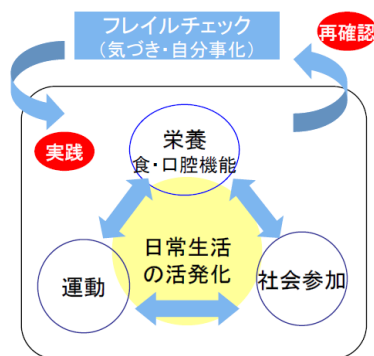 フレイルチェック
(気づき・自分事化)
再確認
実践
栄養
食・口腔機能
日常生活
の活発化
運動
社会参加